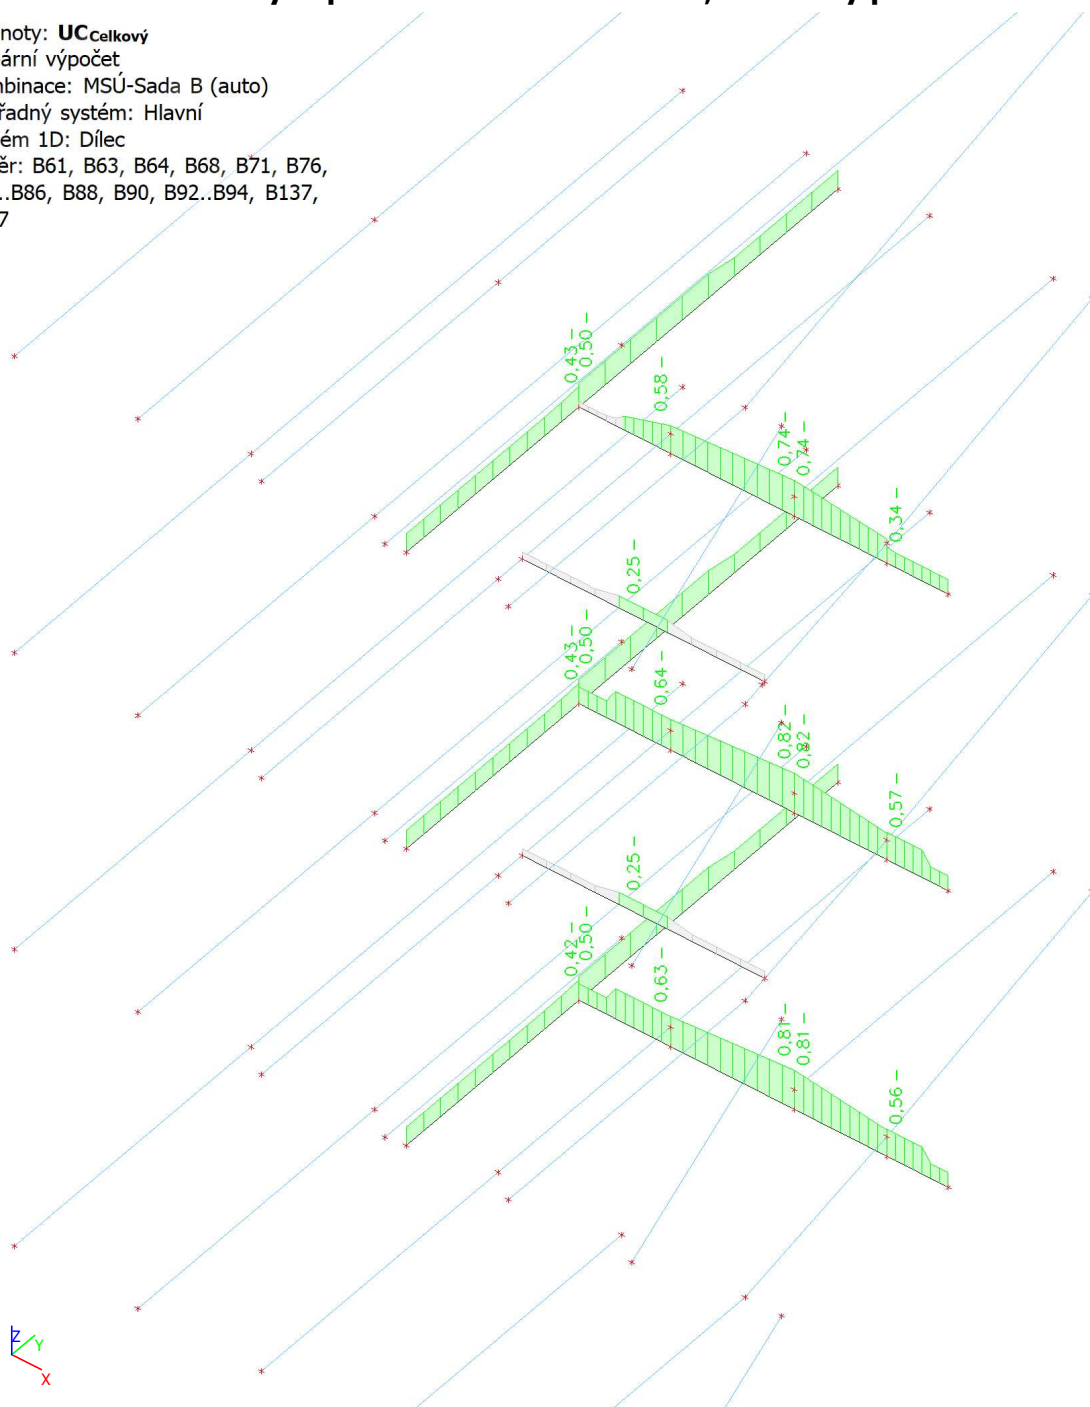 noty: UCCelkový
ární výpočet
binace: MSÚ-Sada B (auto)
řadný systém: Hlavní
ém 1D: Dílec
ěr: B61, B63, B64, B68, B71, B76,
..B86, B88, B90, B92..B94, B137,
7
0,43
0,50
0,58
0,74
0,74
0,34
0,25
0,43
0,50
0,64
0,82
0,82
0,57
0,25
0,42
0,50
0,63
0,81
0,81
0,56
Z
Y
X